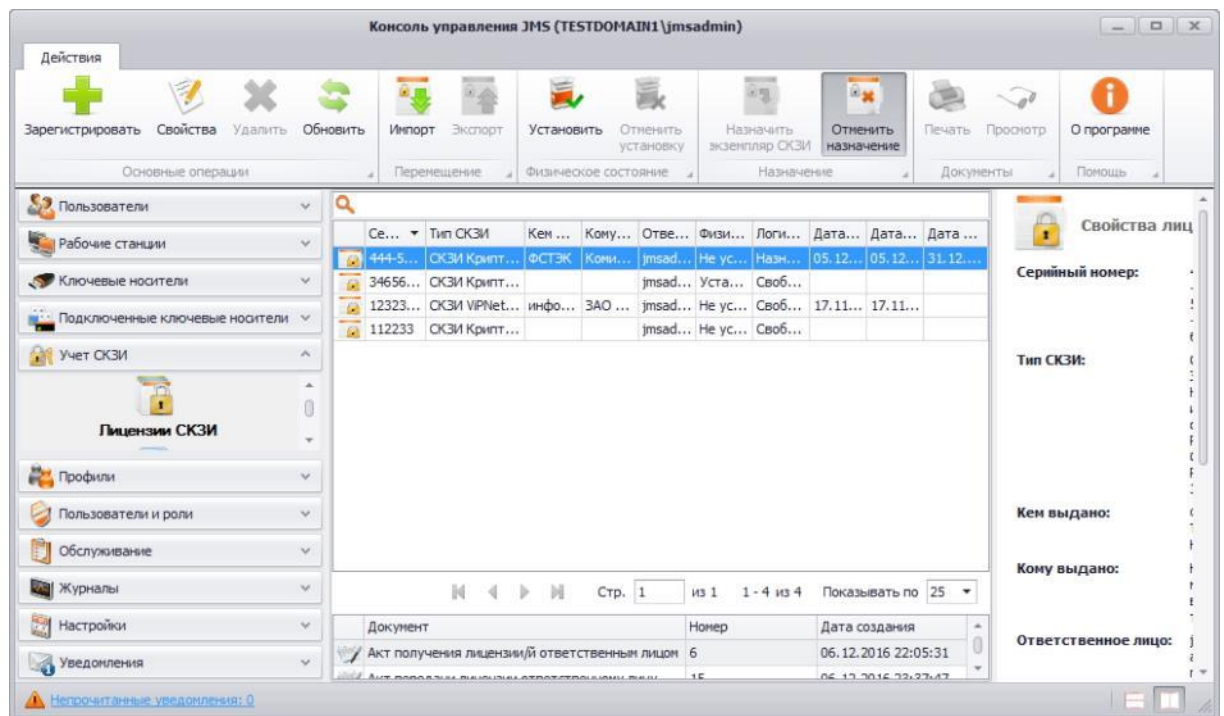 Консоль управления JMS (TESTDOMAIN1\jmsadmin)
Действия
Зарегистрировать Свойства Удалить Обновить Импорт Экспорт Установить Отменить установку Назначить экземпляр СКЗИ Отменить назначение Печать Просмотр О программе
Основные операции Перемещение Физическое состояние Назначение Документы Помощь
Пользователи
Рабочие станции
Ключевые носители
Подключенные ключевые носители
Учет СКЗИ
Лицензии СКЗИ
Профили
Пользователи и роли
Обслуживание
Журналы
Настройки
Уведомления
Се... Тип СКЗИ Кем ... Кому... Отве... Физи... Логи... Дата... Дата... Дата ...
444-5... СКЗИ Крипт... ФСТЭК Коми... jmsad... Не ус... Назн... 05.12... 05.12... 31.12....
34656... СКЗИ Крипт... jmsad... Уста... Своб...
12323... СКЗИ ViPNet... инфо... ЗАО ... jmsad... Не ус... Своб... 17.11... 17.11...
112233 СКЗИ Крипт... jmsad... Не ус... Своб...
Стр. 1 из 1 1 - 4 из 4 Показывать по 25
Документ Номер Дата создания
Акт получения лицензии/й ответственным лицом 6 06.12.2016 22:05:31
Свойства лиц
Серийный номер:
Тип СКЗИ:
Кем выдано:
Кому выдано:
Ответственное лицо:
Непрочитанные уведомления: 0